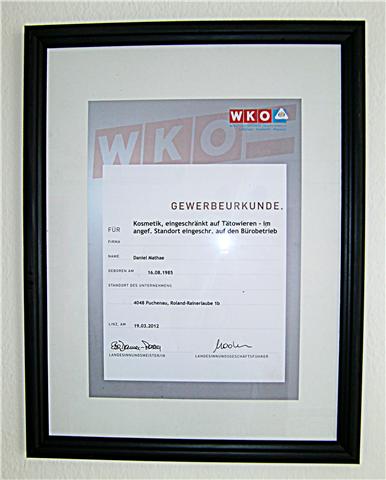 WKO
WKO
GEWERBEURKUNDE.
FÜR Kosmetik, eingeschränkt auf Tätowieren - im
angef. Standort eingeschr. auf den Bürobetrieb
FIRMA
NAME Daniel Mathae
GEBOREN AM 16.08.1985
STANDORT DES UNTERNEHMENS
4048 Puchenau, Roland-Rainerlaube 1b
LINZ, AM 19.03.2012
LANDESINNUNGSMEISTER/IN LANDESINNUNGSGESCHÄFTSFÜHRER